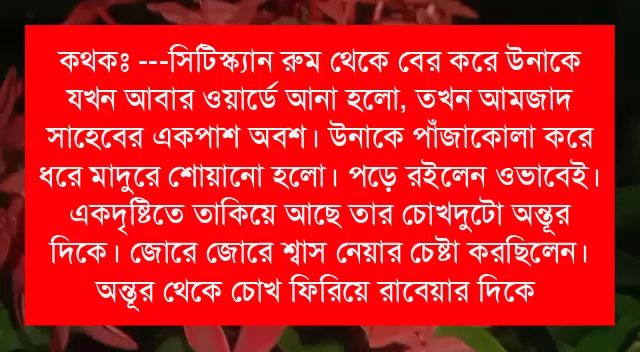 কথকঃ ---সিটিস্ক্যান রুম থেকে বের করে উনাকে
যখন আবার ওয়ার্ডে আনা হলো, তখন আমজাদ
সাহেবের একপাশ অবশ। উনাকে পাঁজাকোলা করে
ধরে মাদুরে শোয়ানো হলো। পড়ে রইলেন ওভাবেই।
একদৃষ্টিতে তাকিয়ে আছে তার চোখদুটো অন্তূর
দিকে। জোরে জোরে শ্বাস নেয়ার চেষ্টা করছিলেন।
অন্তূর থেকে চোখ ফিরিয়ে রাবেয়ার দিকে